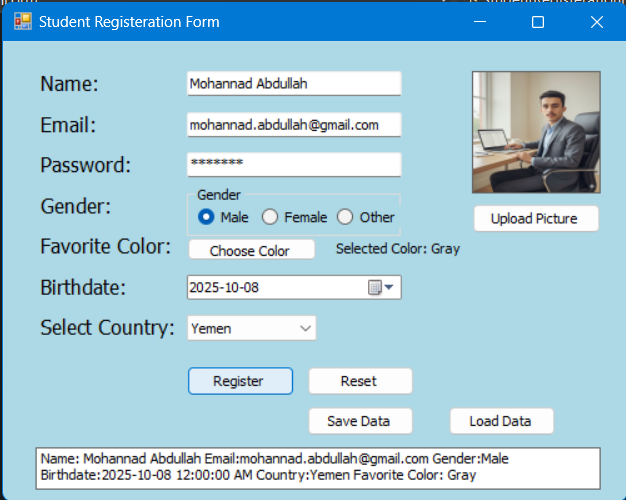 Student Registeration Form
Name: Mohannad Abdullah
Email: mohannad.abdullah@gmail.com
Password: *******
Gender
Gender: Male Female Other
Favorite Color: Choose Color Selected Color: Gray
Upload Picture
Birthdate: 2025-10-08
Select Country: Yemen
Register Reset
Save Data Load Data
Name: Mohannad Abdullah Email:mohannad.abdullah@gmail.com Gender:Male
Birthdate:2025-10-08 12:00:00 AM Country:Yemen Favorite Color: Gray